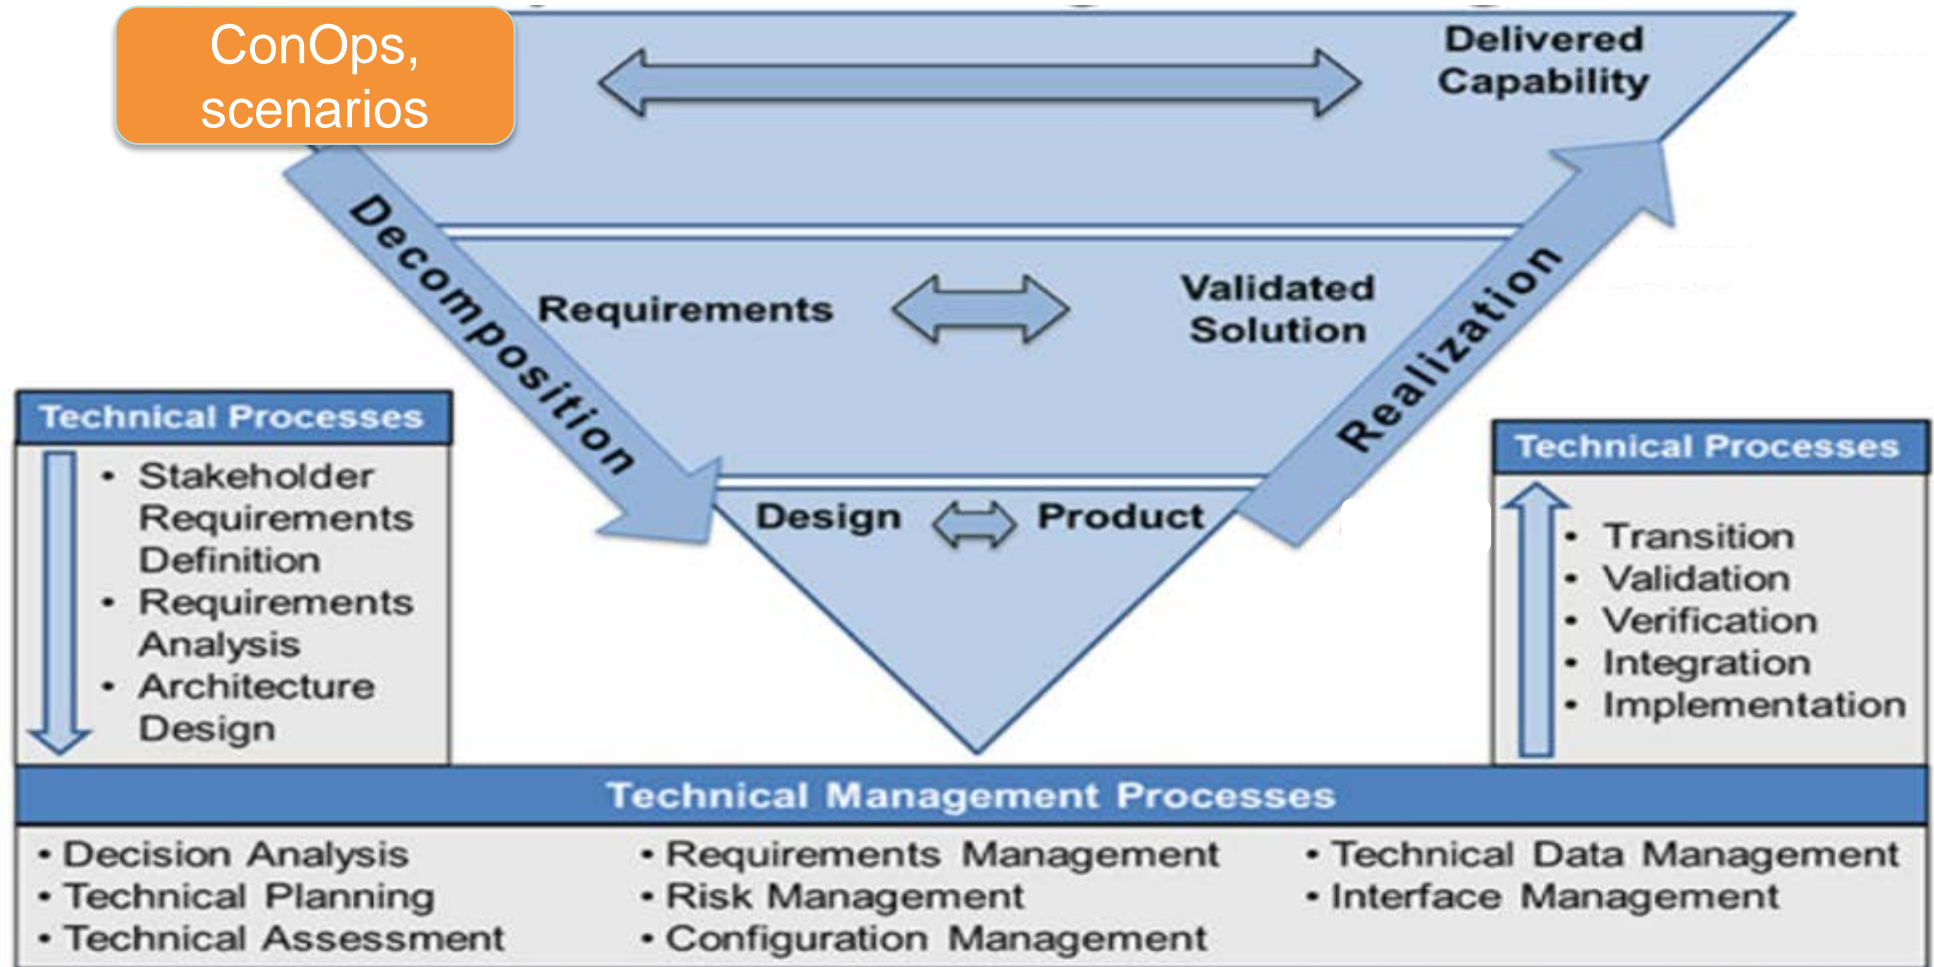 ConOps,
scenarios
Delivered
Capability
Decomposition
Requirements
Validated
Solution
Realization
Design
Product
Technical Processes
• Stakeholder
Requirements
Definition
• Requirements
Analysis
• Architecture
Design
Technical Processes
• Transition
• Validation
• Verification
• Integration
• Implementation
Technical Management Processes
• Decision Analysis
• Technical Planning
• Technical Assessment
• Requirements Management
• Risk Management
• Configuration Management
• Technical Data Management
• Interface Management